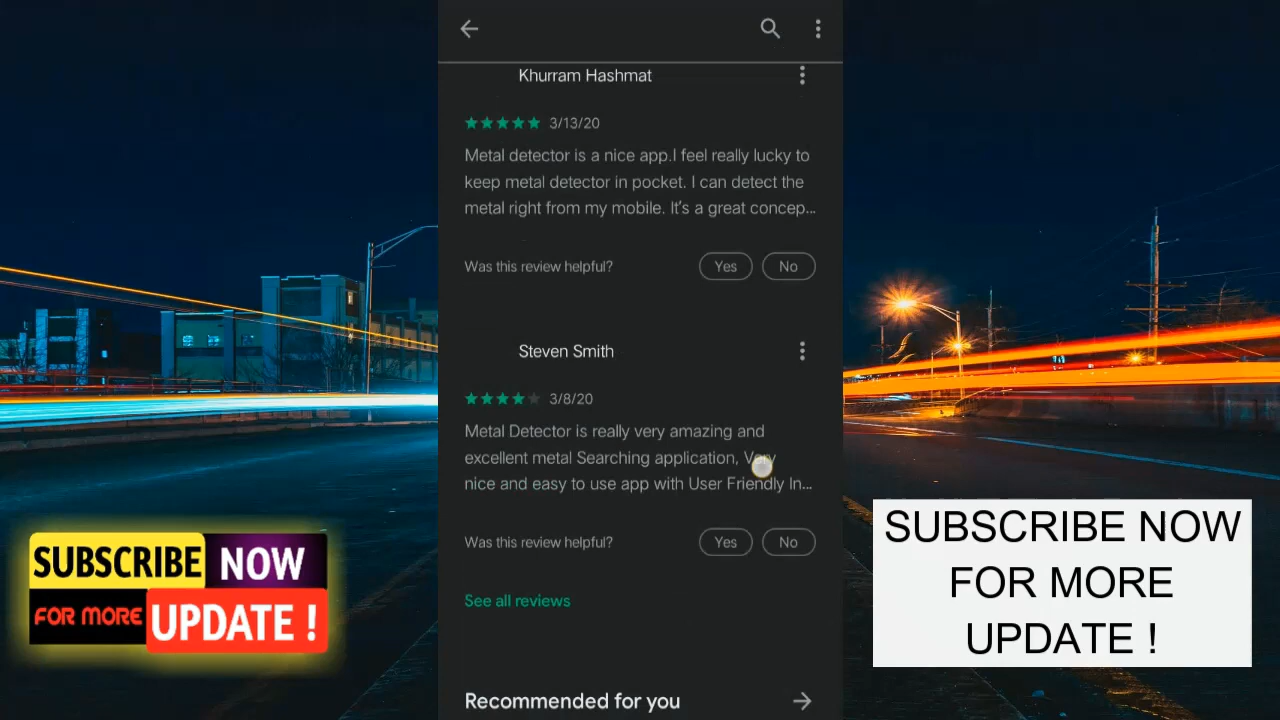 Khurram Hashmat
3/13/20
Metal detector is a nice app.I feel really lucky to
keep metal detector in pocket. I can detect the
metal right from my mobile. It's a great concep...
Was this review helpful?
Yes
No
Steven Smith
3/8/20
Metal Detector is really very amazing and
excellent metal Searching application, Very
nice and easy to use app with User Friendly In...
Was this review helpful?
Yes
No
See all reviews
Recommended for you
SUBSCRIBE NOW
FOR MORE UPDATE !
SUBSCRIBE NOW
FOR MORE
UPDATE !